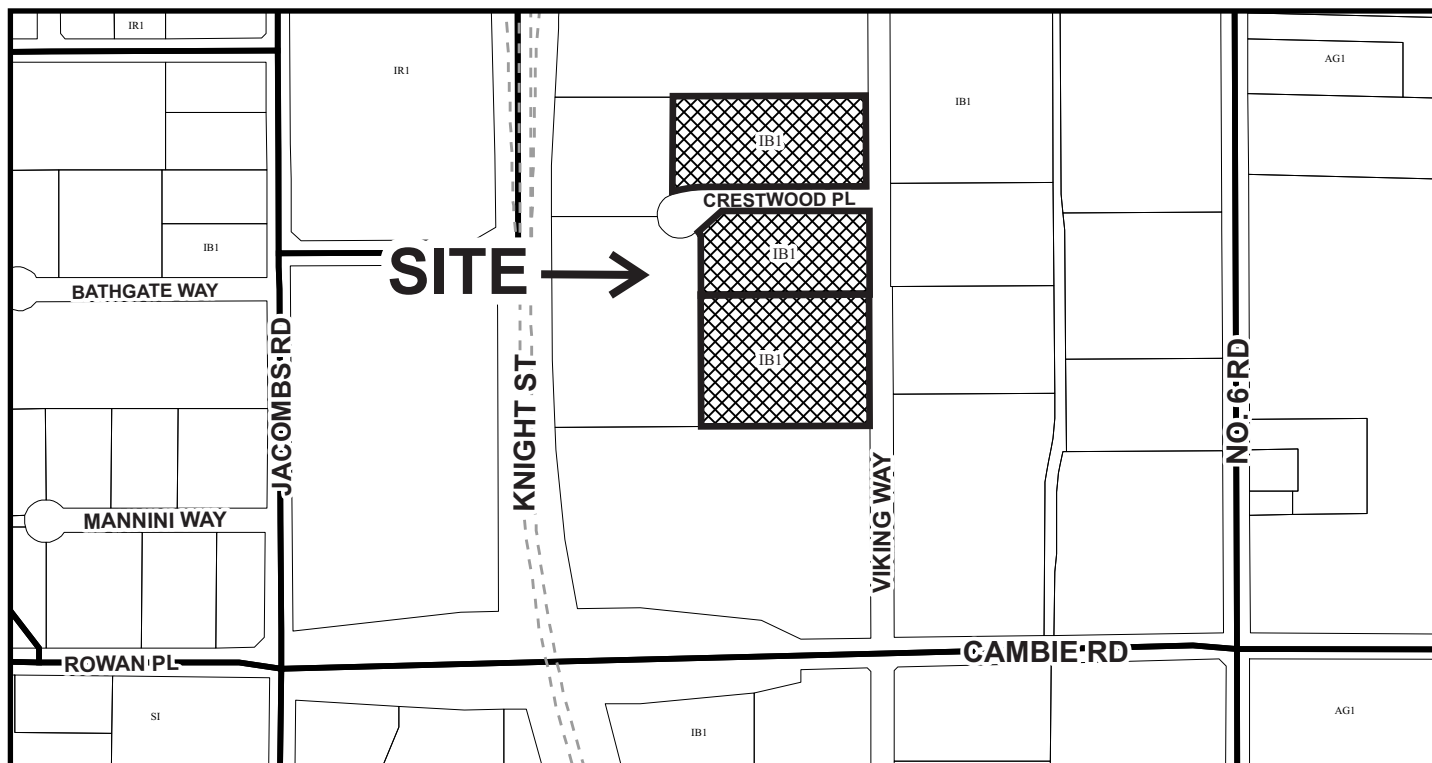 IR1
IR1
AG1
IB1
IB1
CRESTWOOD PL
IB1
IB1
SITE
BATHGATE WAY
JACOMBS RD
KNIGHT ST
IB1
NO. 6 RD
VIKING WAY
MANNINI WAY
CAMBIE RD
ROWAN PL
SI
IB1
AG1